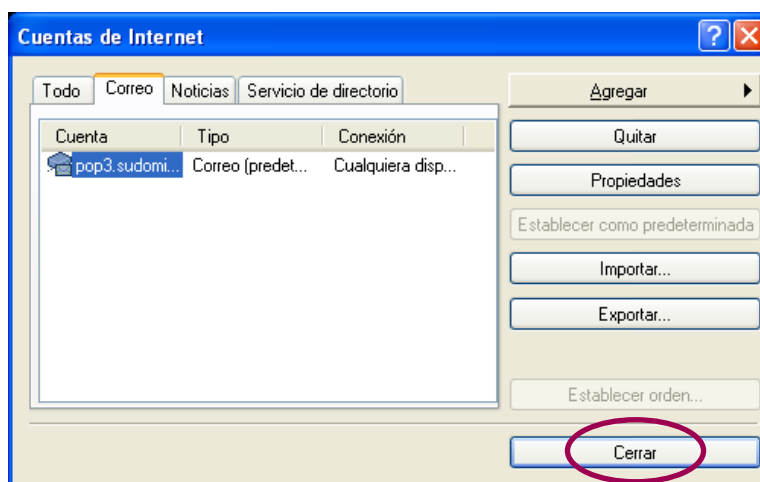 Cuentas de Internet
Todo Correo Noticias Servicio de directorio
Cuenta Tipo Conexión
pop3.sudomi... Correo (predet... Cualquiera disp...
Agregar
Quitar
Propiedades
Establecer como predeterminada
Importar...
Exportar...
Establecer orden...
Cerrar